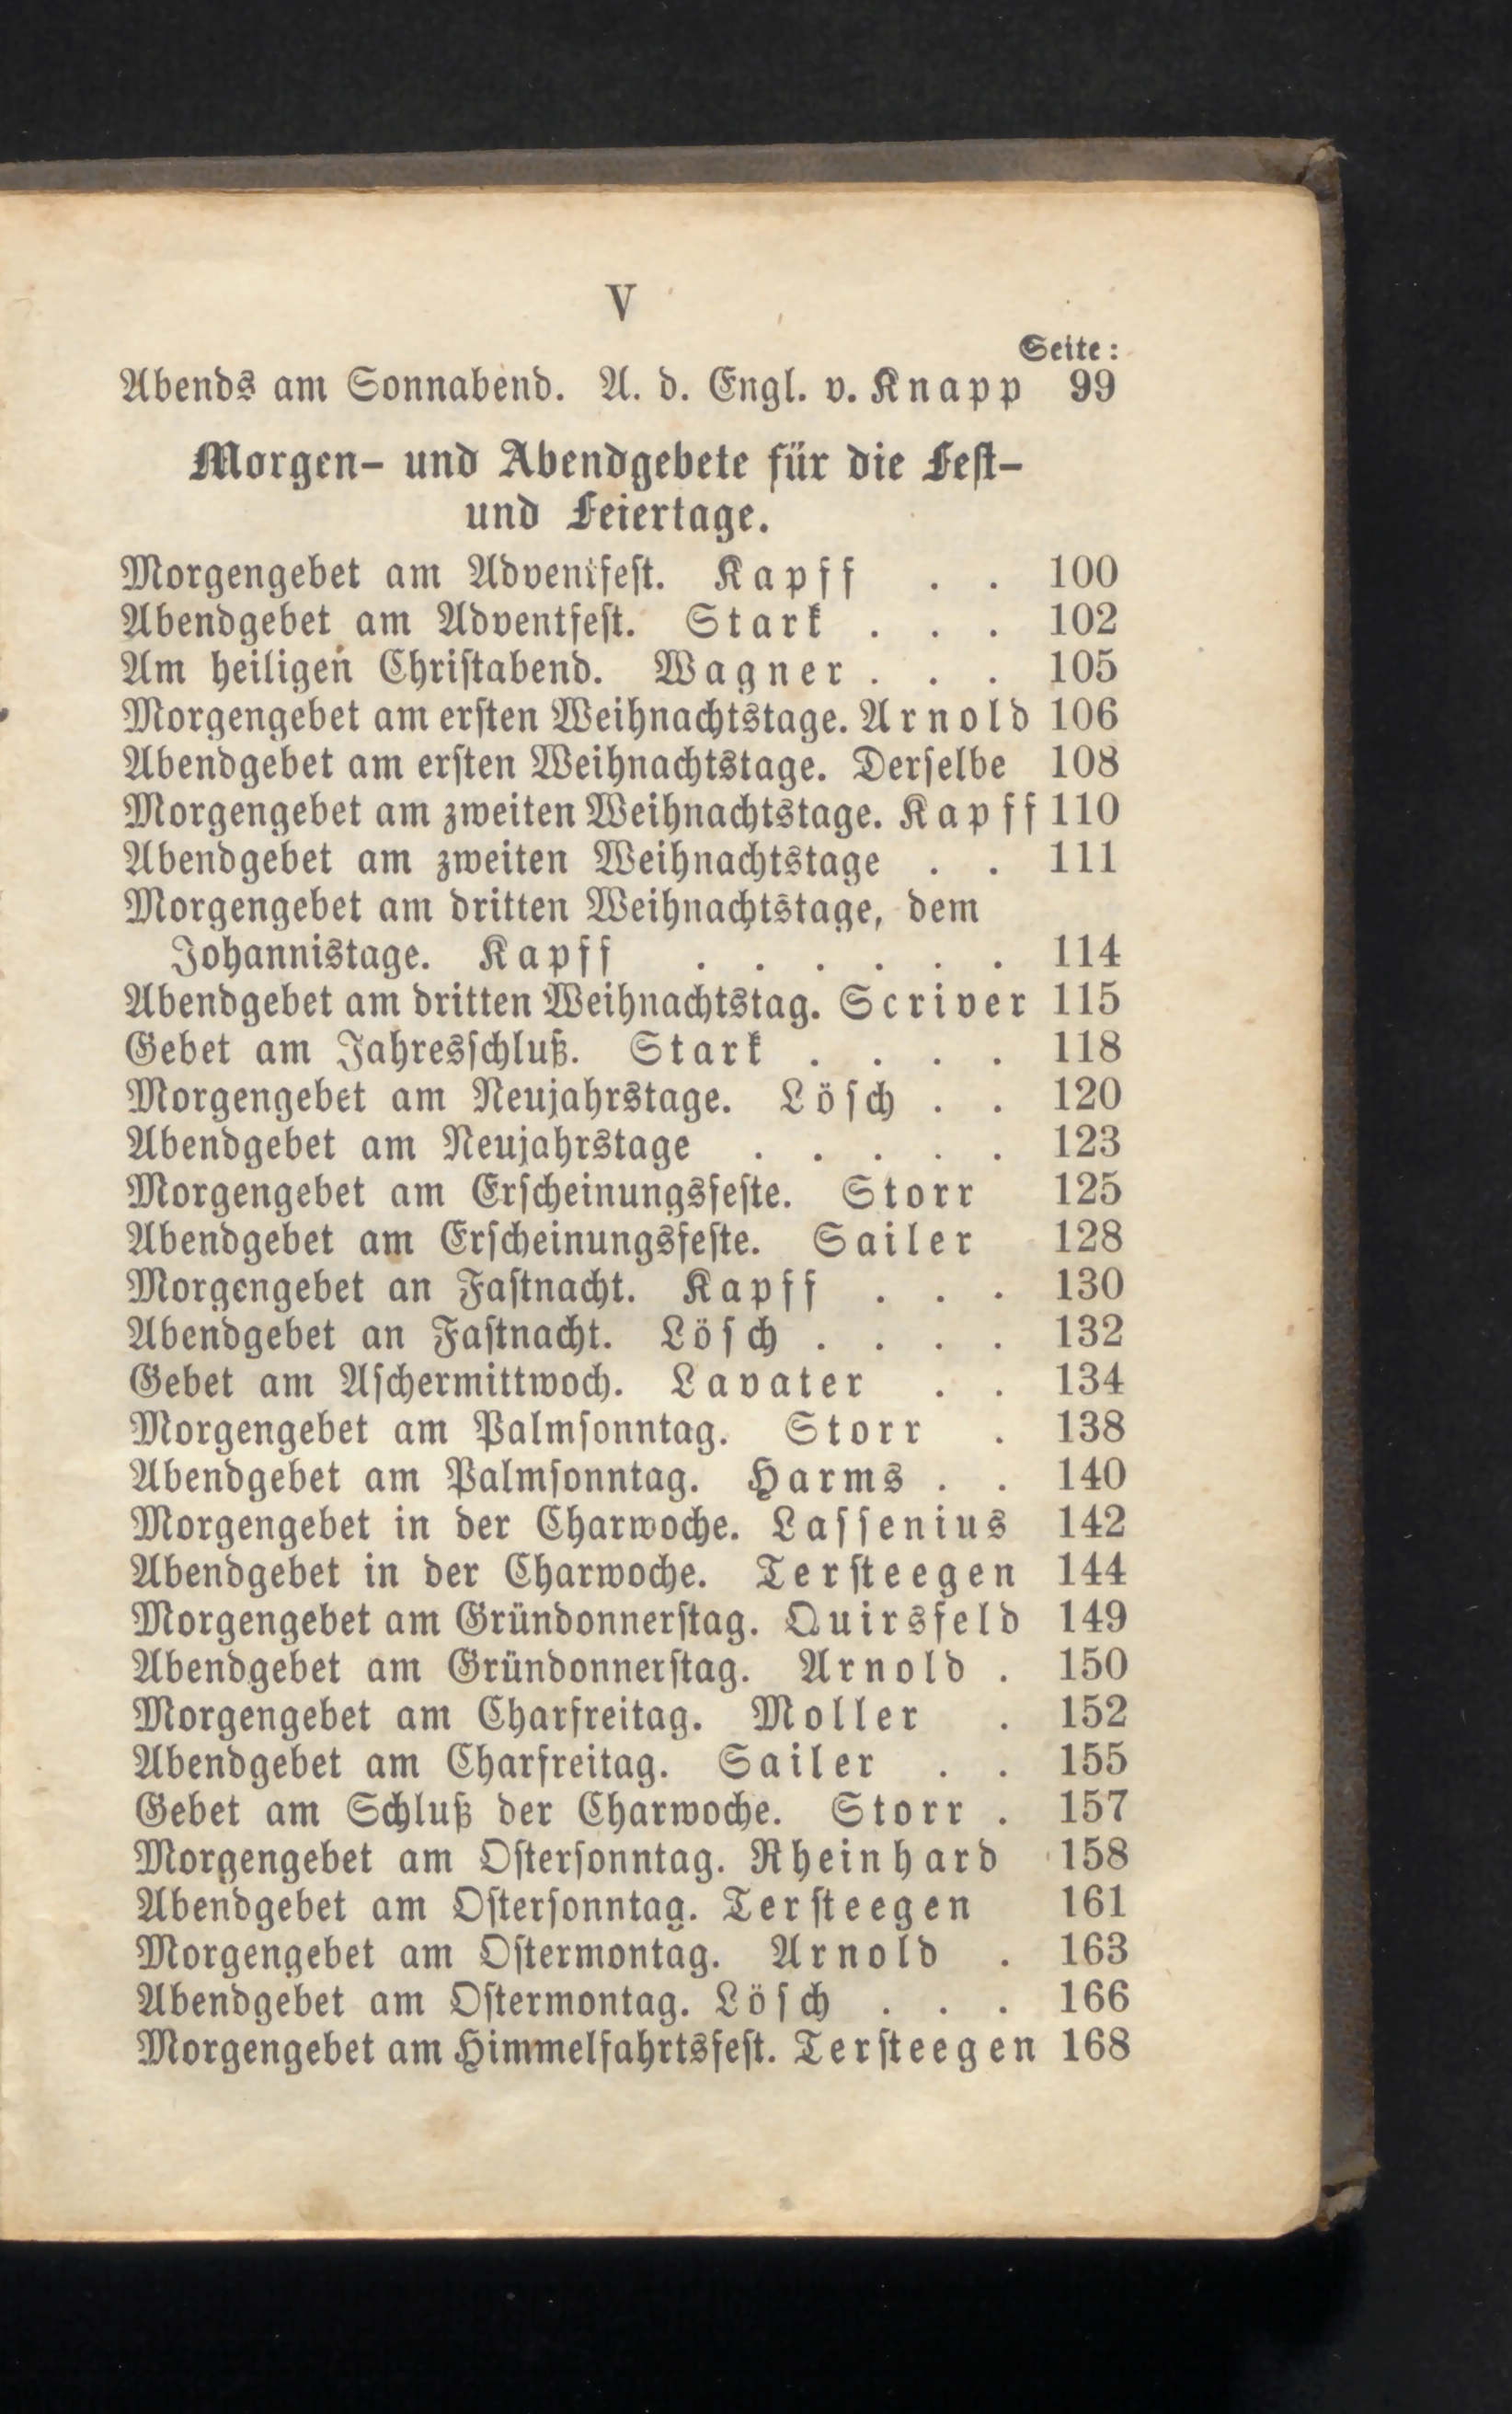 V
Seite:
Abends am Sonnabend. A. d. Engl. v. Knapp 99
Morgen- und Abendgebete für die Fest-
und Feiertage.
Morgengebet am Adventfest. Kapff . . 100
Abendgebet am Adventfest. Stark . . . 102
Am heiligen Christabend. Wagner . . . 105
Morgengebet am ersten Weihnachtstage. Arnold 106
Abendgebet am ersten Weihnachtstage. Derselbe 108
Morgengebet am zweiten Weihnachtstage. Kapff 110
Abendgebet am zweiten Weihnachtstage . . 111
Morgengebet am dritten Weihnachtstage, dem
Johannistage. Kapff . . . . . . 114
Abendgebet am dritten Weihnachtstag. Scriver 115
Gebet am Jahresschluß. Stark . . . . 118
Morgengebet am Neujahrstage. Lösch . . 120
Abendgebet am Neujahrstage . . . . . 123
Morgengebet am Erscheinungsfeste. Storr 125
Abendgebet am Erscheinungsfeste. Sailer 128
Morgengebet an Fastnacht. Kapff . . . 130
Abendgebet an Fastnacht. Lösch . . . . 132
Gebet am Aschermittwoch. Lavater . . 134
Morgengebet am Palmsonntag. Storr . 138
Abendgebet am Palmsonntag. Harms . . 140
Morgengebet in der Charwoche. Lassenius 142
Abendgebet in der Charwoche. Tersteegen 144
Morgengebet am Gründonnerstag. Quirsfeld 149
Abendgebet am Gründonnerstag. Arnold . 150
Morgengebet am Charfreitag. Moller . 152
Abendgebet am Charfreitag. Sailer . . 155
Gebet am Schluß der Charwoche. Storr . 157
Morgengebet am Ostersonntag. Rheinhard 158
Abendgebet am Ostersonntag. Tersteegen 161
Morgengebet am Ostermontag. Arnold . 163
Abendgebet am Ostermontag. Lösch . . . 166
Morgengebet am Himmelfahrtsfest. Tersteegen 168